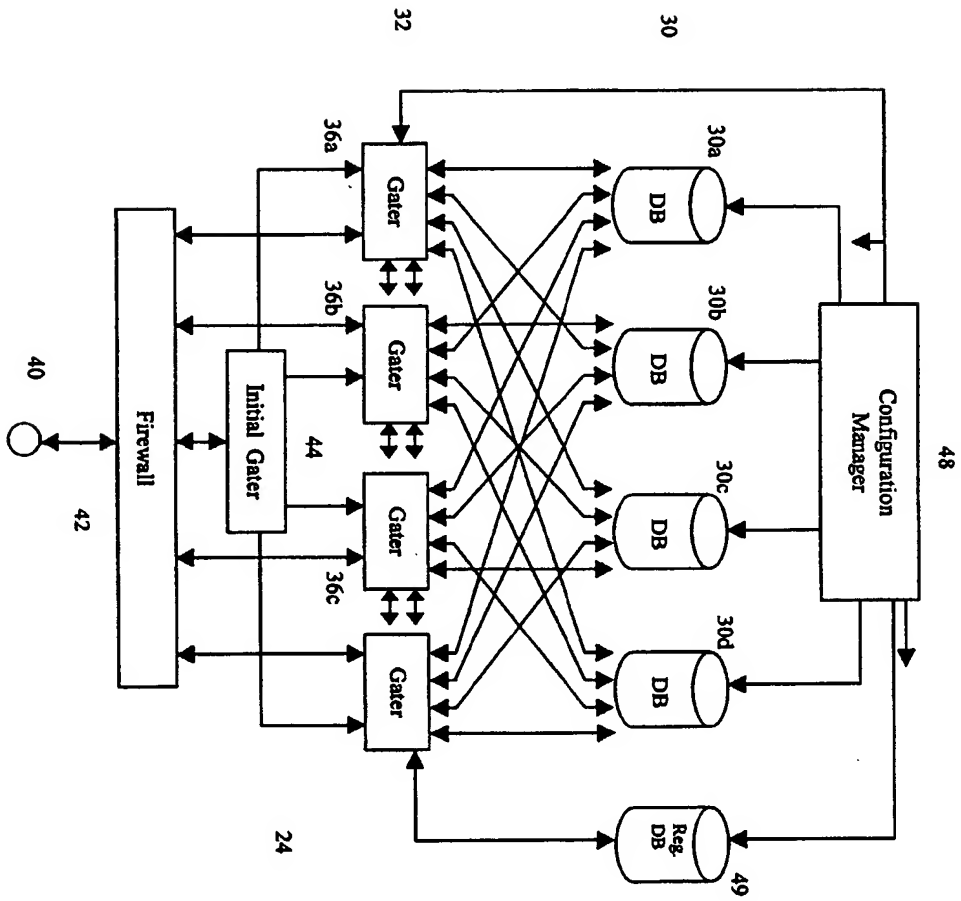 48
Configuration
Manager
30a
30b
30c
30d
49
DB
DB
DB
DB
Reg.
DB
30
32
Gater
Gater
Gater
Gater
36a
36b
36c
44
24
Initial Gater
Firewall
42
40